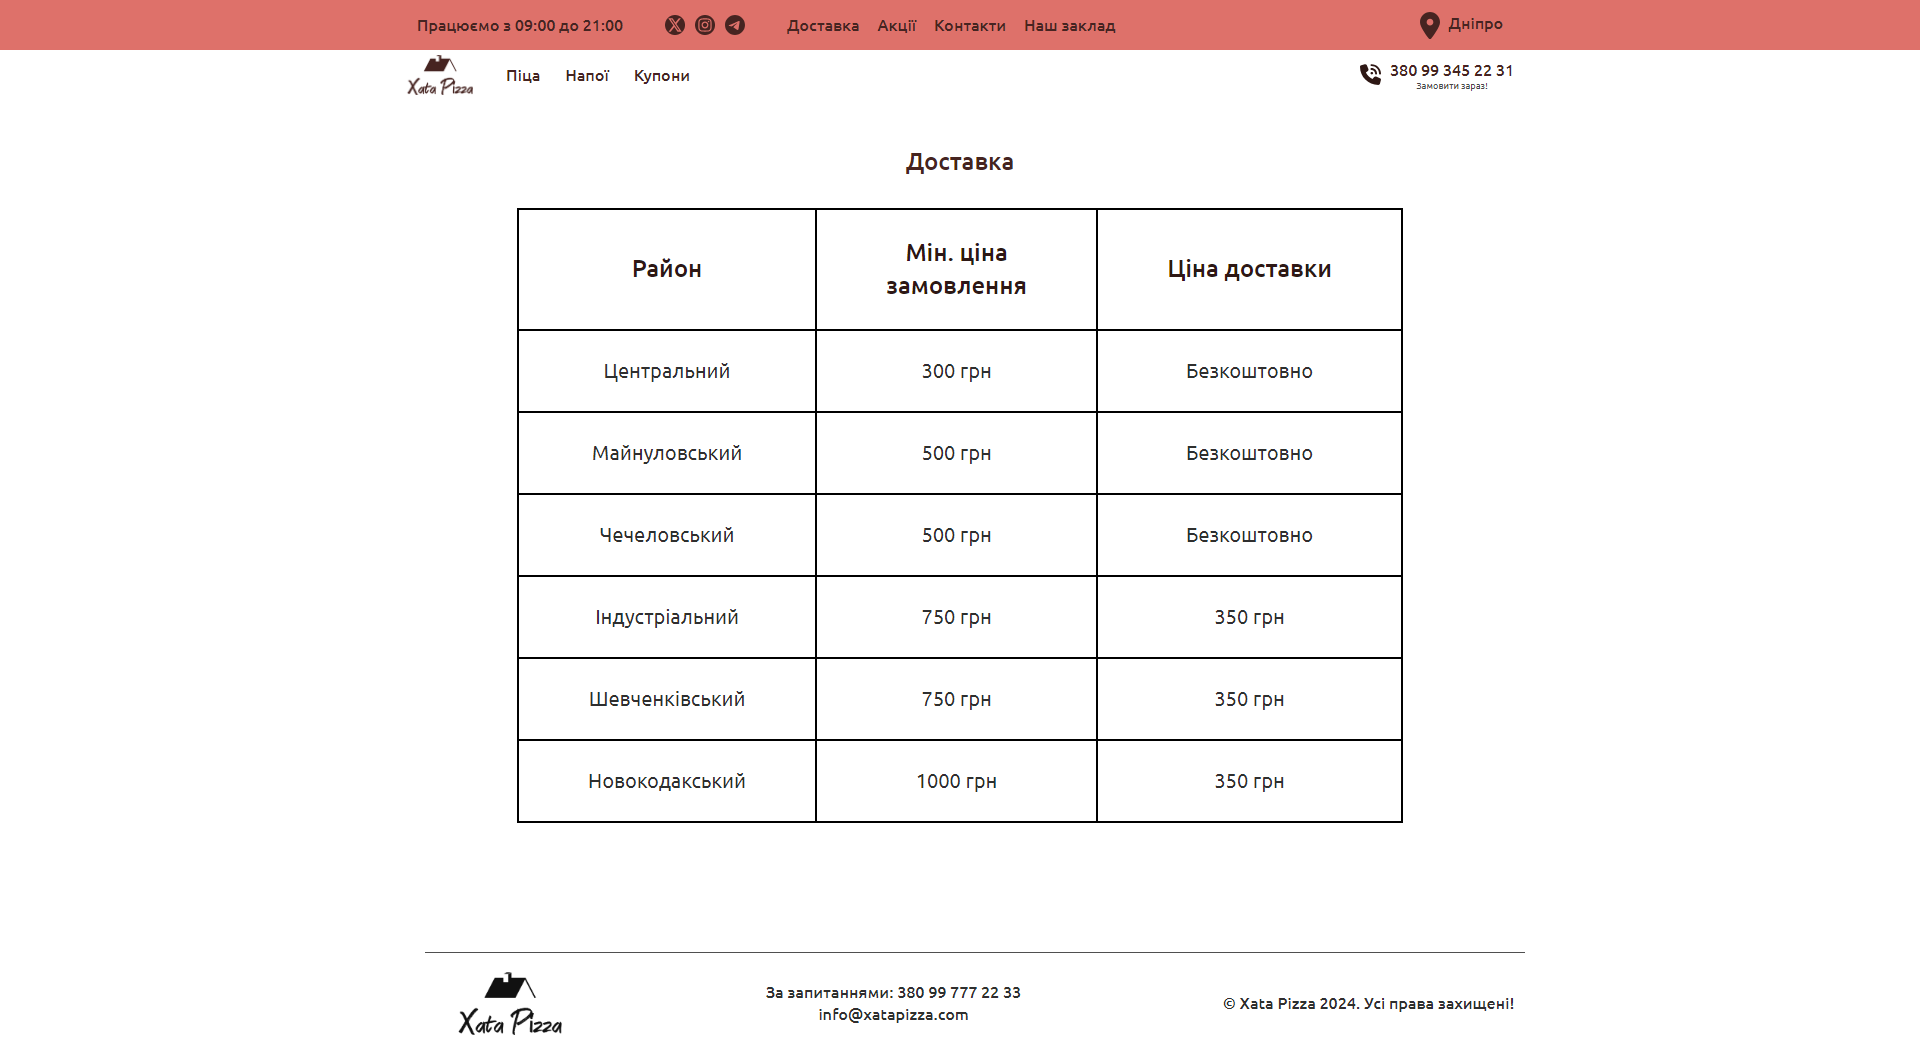 Працюємо з 09:00 до 21:00
Доставка Акції Контакти Наш заклад
Дніпро
Xata Pizza
Піца Напої Купони
380 99 345 22 31
Замовити зараз!
Доставка
Район Мін. ціна замовлення Ціна доставки
Центральний 300 грн Безкоштовно
Майнуловський 500 грн Безкоштовно
Чечеловський 500 грн Безкоштовно
Індустріальний 750 грн 350 грн
Шевченківський 750 грн 350 грн
Новокодакський 1000 грн 350 грн
Xata Pizza
За запитаннями: 380 99 777 22 33
info@xatapizza.com
© Xata Pizza 2024. Усі права захищені!